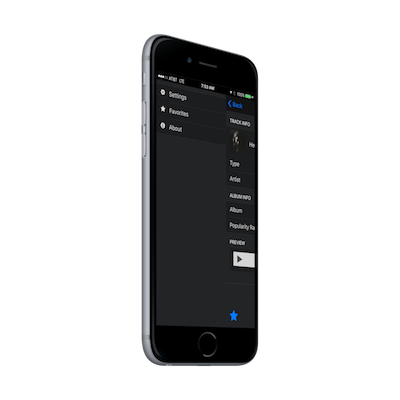 AT&T LTE
7:53 AM
100%
Settings
Favorites
About
Back
TRACK INFO
He
Type
Artist
ALBUM INFO
Album
Popularity Ra
PREVIEW